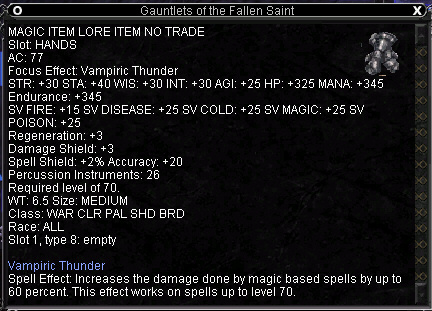 O Gauntlets of the Fallen Saint X
MAGIC ITEM LORE ITEM NO TRADE
Slot: HANDS
AC: 77
Focus Effect: Vampiric Thunder
STR: +30 STA: +40 WIS: +30 INT: +30 AGI: +25 HP: +325 MANA: +345
Endurance: +345
SV FIRE: +15 SV DISEASE: +25 SV COLD: +25 SV MAGIC: +25 SV
POISON: +25
Regeneration: +3
Damage Shield: +3
Spell Shield: +2% Accuracy: +20
Percussion Instruments: 26
Required level of 70.
WT: 6.5 Size: MEDIUM
Class: WAR CLR PAL SHD BRD
Race: ALL
Slot 1, type 8: empty
Vampiric Thunder
Spell Effect: Increases the damage done by magic based spells by up to
60 percent. This effect works on spells up to level 70.